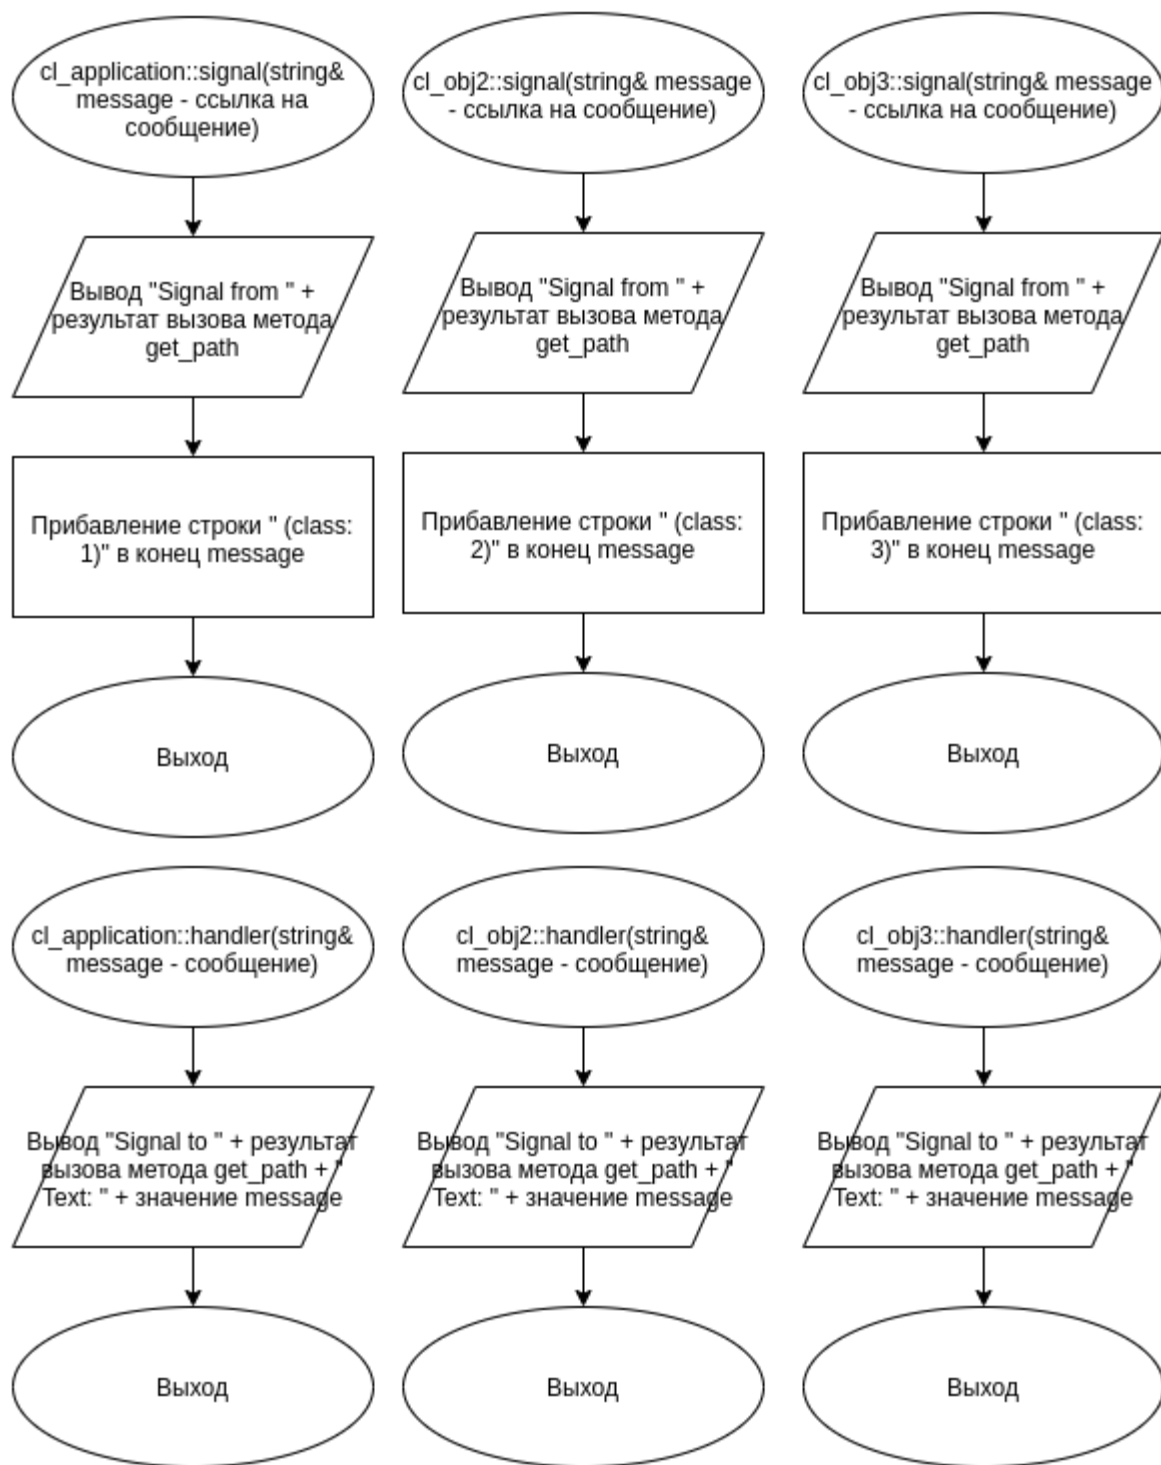 cl_application::signal(string&
message - ссылка на
сообщение)
cl_obj2::signal(string& message
- ссылка на сообщение)
cl_obj3::signal(string& message
- ссылка на сообщение)
Вывод "Signal from " +
результат вызова метода
get_path
Вывод "Signal from " +
результат вызова метода
get_path
Вывод "Signal from " +
результат вызова метода
get_path
Прибавление строки " (class:
1)" в конец message
Прибавление строки " (class:
2)" в конец message
Прибавление строки " (class:
3)" в конец message
Выход
Выход
Выход
cl_application::handler(string&
message - сообщение)
cl_obj2::handler(string&
message - сообщение)
cl_obj3::handler(string&
message - сообщение)
Вывод "Signal to " + результат
вызова метода get_path + "
Text: " + значение message
Вывод "Signal to " + результат
вызова метода get_path + "
Text: " + значение message
Вывод "Signal to " + результат
вызова метода get_path + "
Text: " + значение message
Выход
Выход
Выход